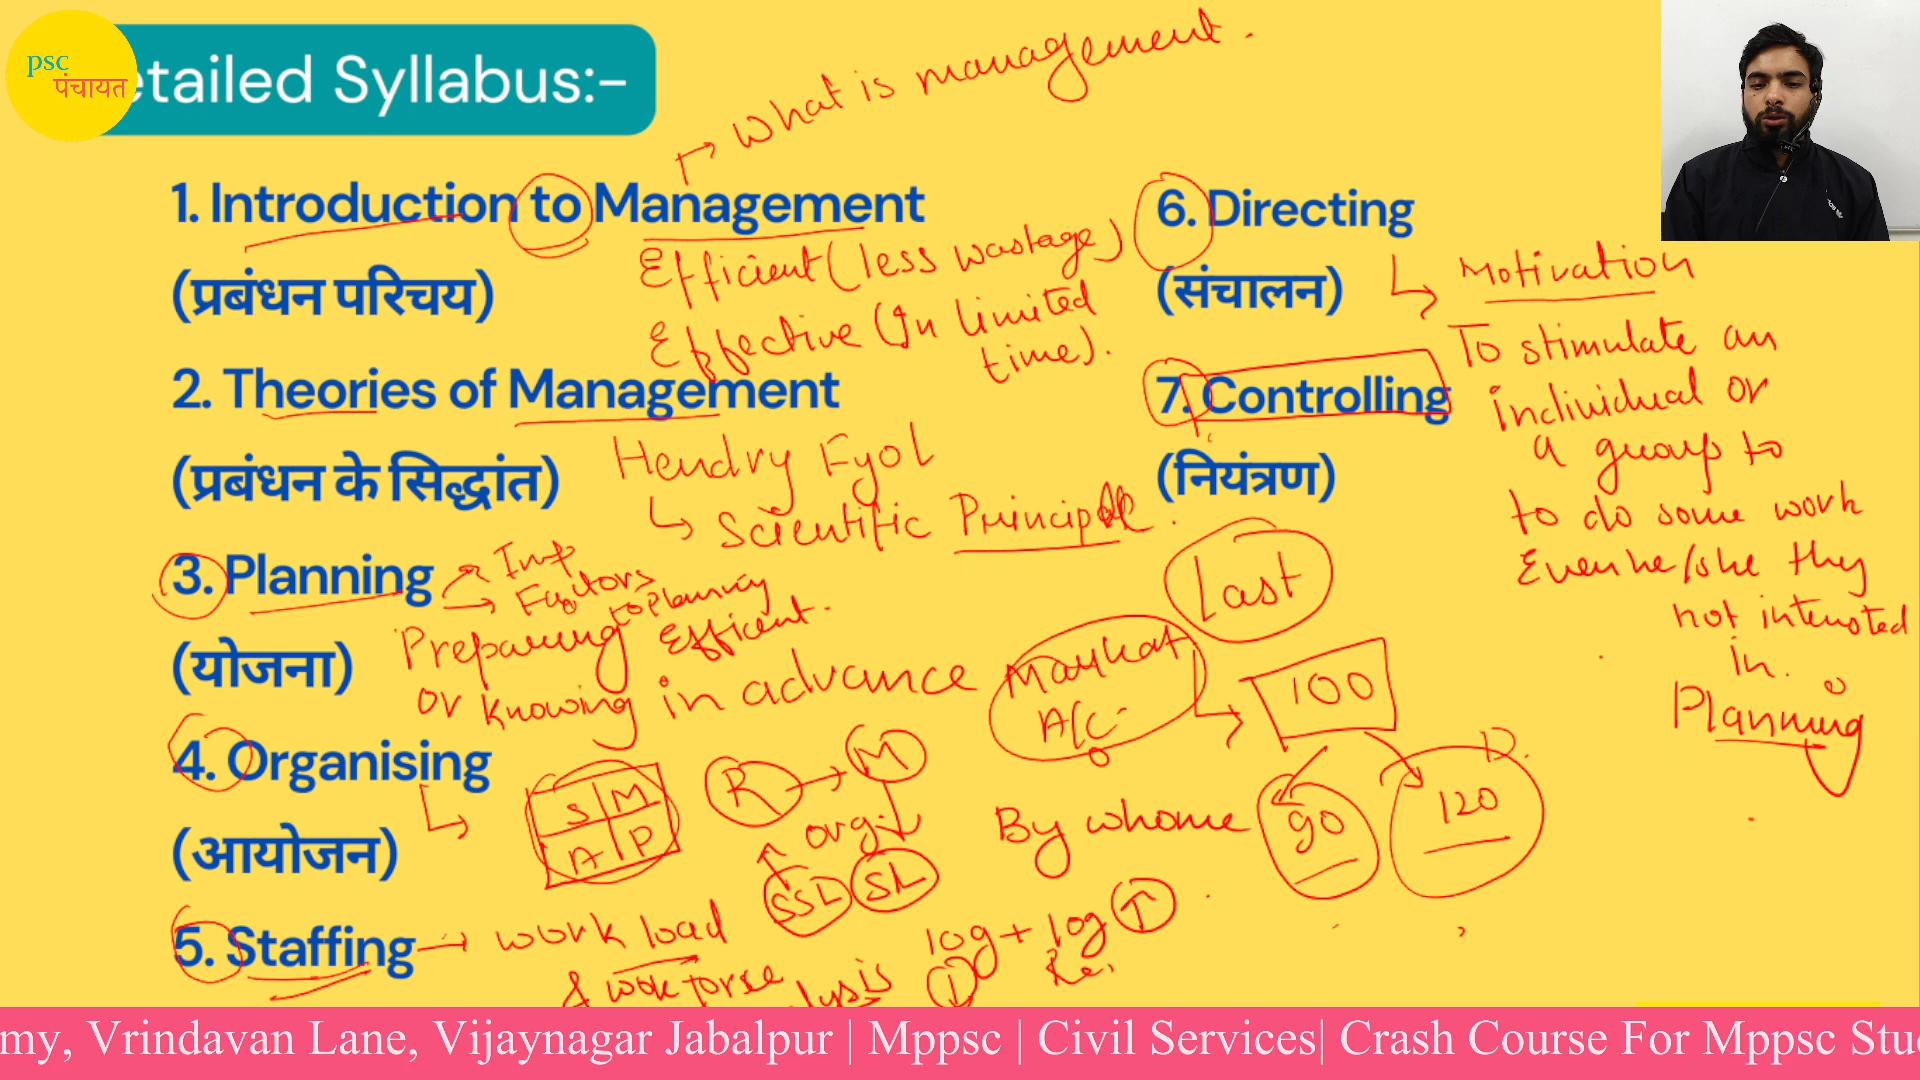 psc
पंचायत
etailed Syllabus:-
What is management.
1. Introduction to Management
(प्रबंधन परिचय)
Efficient (less wastage)
Effective (In limited
time).
2. Theories of Management
(प्रबंधन के सिद्धांत)
Hendry Fyol
Scientific Principle.
3. Planning
Imp
Factors
to Planning
(योजना)
Preparing Efficient.
or knowing in advance
4. Organising
(आयोजन)
S M
A P
R M
org.
SSL SL
5. Staffing
work load
&
log + log
6. Directing
(संचालन)
Motivation
To stimulate an
individual or
a group to
to do some work
Even he/she they
not
in.
Planning
7. Controlling
(नियंत्रण)
Last
A/C
100
By whome 90 120
my, Vrindavan Lane, Vijaynagar Jabalpur | Mppsc | Civil Services| Crash Course For Mppsc Stu